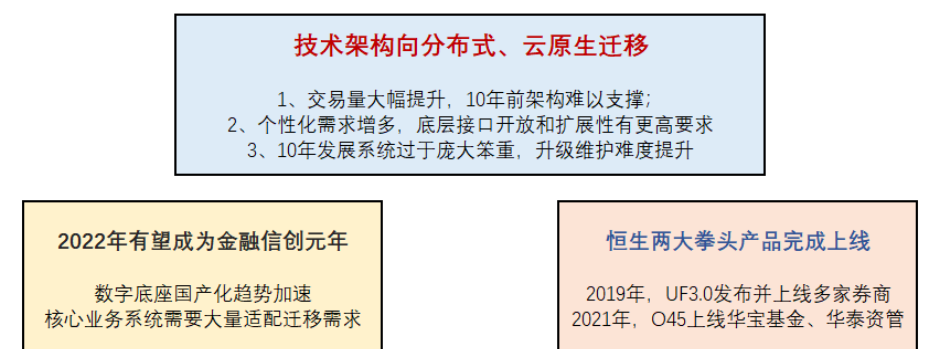 技术架构向分布式、云原生迁移
1、交易量大幅提升，10年前架构难以支撑；
2、个性化需求增多，底层接口开放和扩展性有更高要求
3、10年发展系统过于庞大笨重，升级维护难度提升
2022年有望成为金融信创元年
数字底座国产化趋势加速
核心业务系统需要大量适配迁移需求
恒生两大拳头产品完成上线
2019年，UF3.0发布并上线多家券商
2021年，O45上线华宝基金、华泰资管